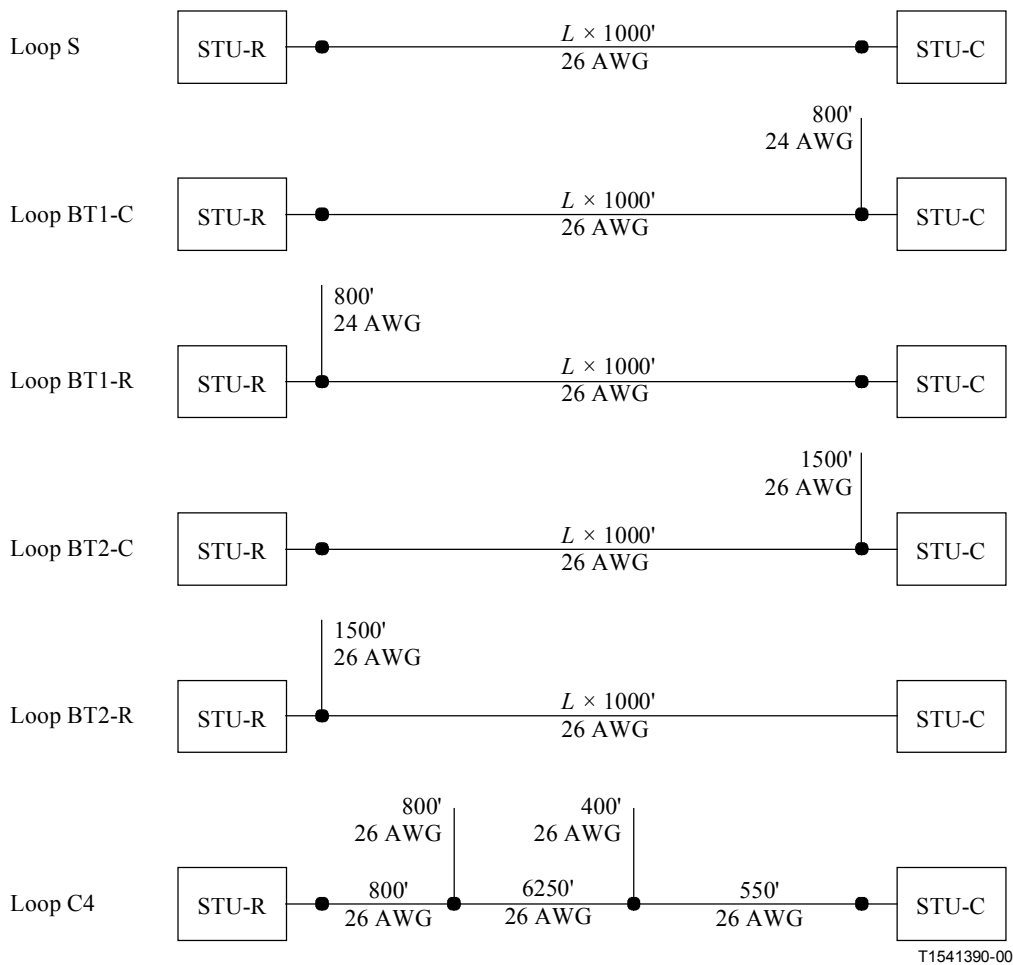 Loop S
STU-R
L × 1000'
26 AWG
STU-C
800'
24 AWG
Loop BT1-C
STU-R
L × 1000'
26 AWG
STU-C
800'
24 AWG
Loop BT1-R
STU-R
L × 1000'
26 AWG
STU-C
1500'
26 AWG
Loop BT2-C
STU-R
L × 1000'
26 AWG
STU-C
1500'
26 AWG
Loop BT2-R
STU-R
L × 1000'
26 AWG
STU-C
800'
26 AWG
400'
26 AWG
Loop C4
STU-R
800'
26 AWG
6250'
26 AWG
550'
26 AWG
STU-C
T1541390-00